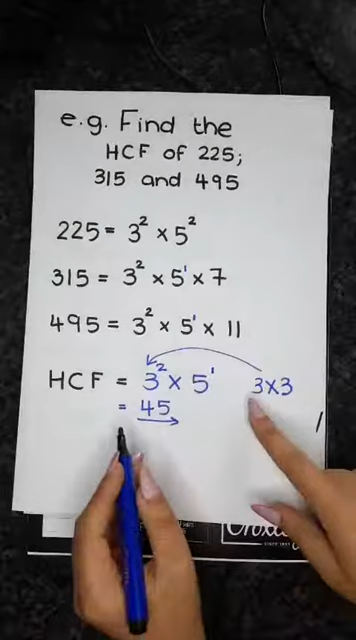 e.g. Find the
HCF of 225;
315 and 495
225 = 3² × 5²
315 = 3² × 5¹ × 7
495 = 3² × 5¹ × 11
HCF = 3² × 5¹ 3×3
= 45